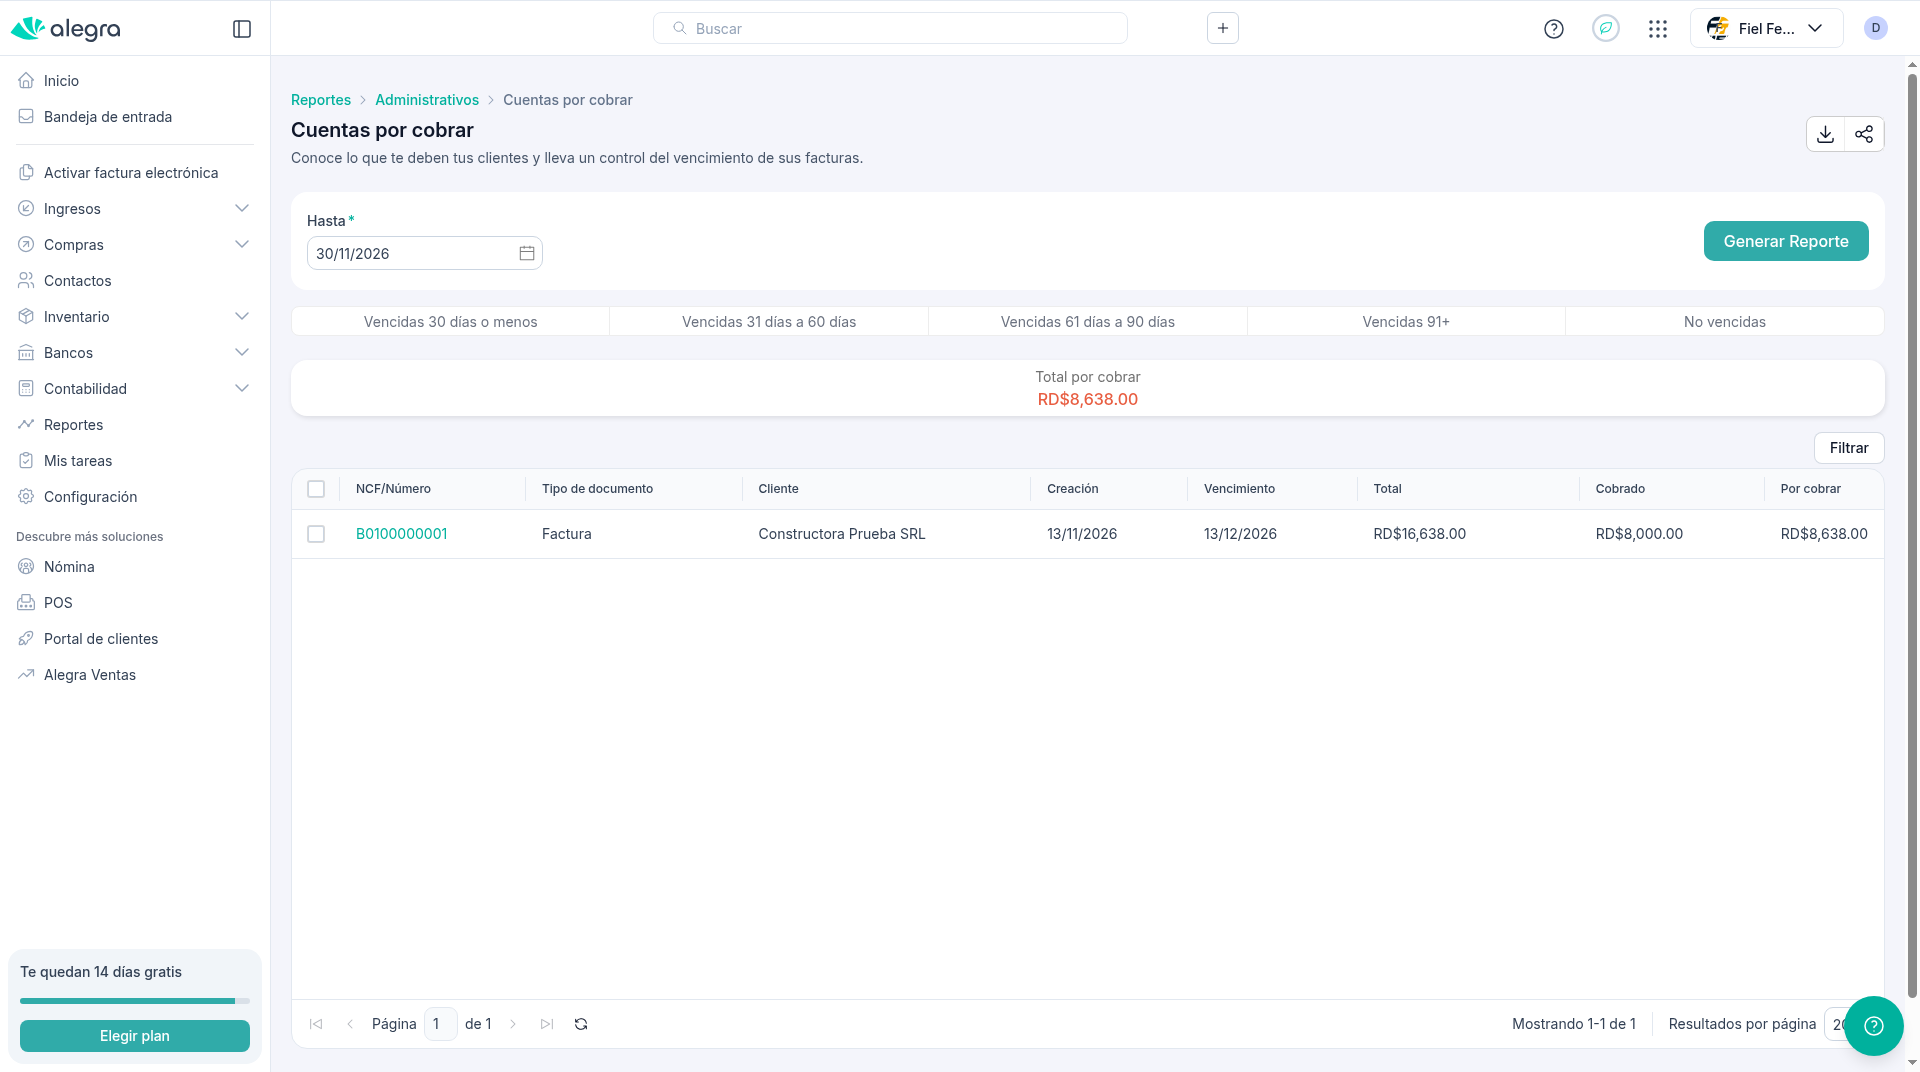 alegra
Buscar
+
Fiel Fe...
D
Inicio
Bandeja de entrada
Activar factura electrónica
Ingresos
Compras
Contactos
Inventario
Bancos
Contabilidad
Reportes
Mis tareas
Configuración
Descubre más soluciones
Nómina
POS
Portal de clientes
Alegra Ventas
Te quedan 14 días gratis
Elegir plan
Reportes > Administrativos > Cuentas por cobrar
Cuentas por cobrar
Conoce lo que te deben tus clientes y lleva un control del vencimiento de sus facturas.
Hasta *
30/11/2026
Generar Reporte
Vencidas 30 días o menos Vencidas 31 días a 60 días Vencidas 61 días a 90 días Vencidas 91+ No vencidas
Total por cobrar
RD$8,638.00
Filtrar
NCF/Número Tipo de documento Cliente Creación Vencimiento Total Cobrado Por cobrar
B0100000001 Factura Constructora Prueba SRL 13/11/2026 13/12/2026 RD$16,638.00 RD$8,000.00 RD$8,638.00
Página 1 de 1 Mostrando 1-1 de 1 Resultados por página